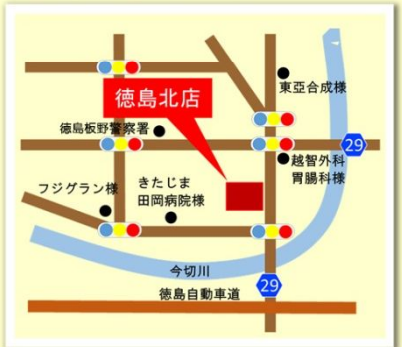 東亞合成様
徳島北店
徳島板野警察署
29
越智外科
胃腸科様
フジグラン様
きたじま
田岡病院様
今切川
29
徳島自動車道